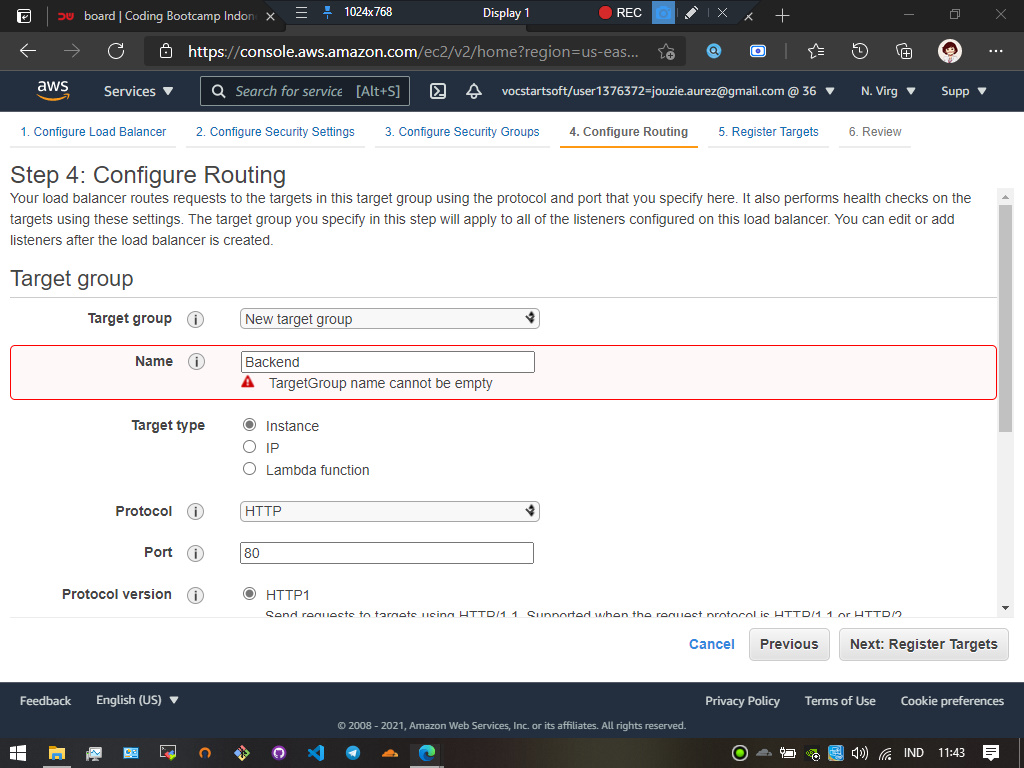 board | Coding Bootcamp Indon
1024x768
Display 1
REC
https://console.aws.amazon.com/ec2/v2/home?region=us-eas...
aws
Services
Search for service [Alt+S]
vocstartsoft/user1376372=jouzie.aurez@gmail.com @ 36
N. Virg
Supp
1. Configure Load Balancer
2. Configure Security Settings
3. Configure Security Groups
4. Configure Routing
5. Register Targets
6. Review
Step 4: Configure Routing
Your load balancer routes requests to the targets in this target group using the protocol and port that you specify here. It also performs health checks on the
targets using these settings. The target group you specify in this step will apply to all of the listeners configured on this load balancer. You can edit or add
listeners after the load balancer is created.
Target group
Target group i New target group
Name i Backend
TargetGroup name cannot be empty
Target type Instance
IP
Lambda function
Protocol i HTTP
Port i 80
Protocol version i HTTP1
Send requests to targets using HTTP/1.1. Supported when the request protocol is HTTP/1.1 or HTTP/2.
Cancel
Previous
Next: Register Targets
Feedback
English (US)
Privacy Policy
Terms of Use
Cookie preferences
© 2008 - 2021, Amazon Web Services, Inc. or its affiliates. All rights reserved.
IND
11:43